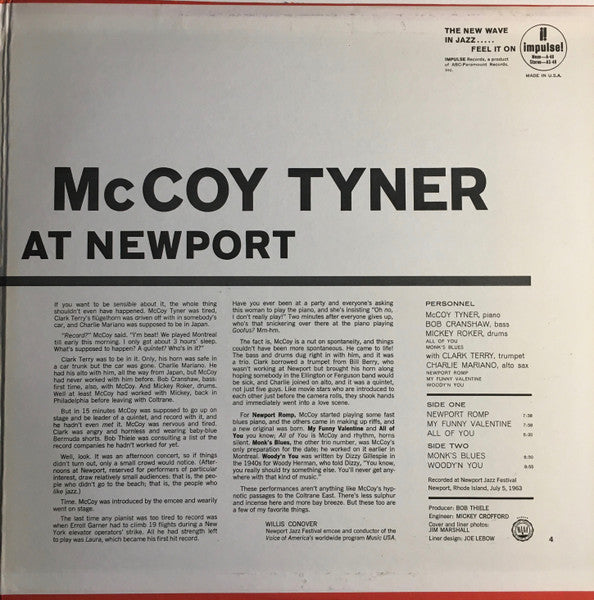 THE NEW WAVE
IN JAZZ.....
FEEL IT ON
IMPULSE Records, a product
of ABC-Paramount Records,
Inc.
impulse!
Mono—A-48
Stereo—AS-48
MADE IN U.S.A.
McCOY TYNER
AT NEWPORT
If you want to be sensible about it, the whole thing
shouldn't even have happened. McCoy Tyner was tired,
Clark Terry's flügelhorn was driven off with in somebody's
car, and Charlie Mariano was supposed to be in Japan.
"Record?" McCoy said. "I'm beat! We played Montreal
till early this morning. I only got about 3 hours' sleep.
What's supposed to happen? A quintet? Who's in it?"
Clark Terry was to be in it. Only, his horn was safe in
a car trunk but the car was gone. Charlie Mariano. He
had his alto with him, all the way from Japan, but McCoy
had never worked with him before. Bob Cranshaw, bass:
first time, also, with McCoy. And Mickey Roker, drums.
Well at least McCoy had worked with Mickey, back in
Philadelphia before leaving with Coltrane.
But in 15 minutes McCoy was supposed to go up on
stage and be leader of a quintet, and record with it, and
he hadn't even met it. McCoy was nervous and tired.
Clark was angry and hornless and wearing baby-blue
Bermuda shorts. Bob Thiele was consulting a list of the
record companies he hadn't worked for yet.
Well, look. It was an afternoon concert, so if things
didn't turn out, only a small crowd would notice. (After-
noons at Newport, reserved for performers of particular
interest, draw relatively small audiences: that is, the peo-
ple who didn't go to the beach; that is, the people who
like jazz.)
Time. McCoy was introduced by the emcee and wearily
went on stage.
The last time any pianist was too tired to record was
when Erroll Garner had to climb 19 flights during a New
York elevator operators' strike. All he had strength left
to play was Laura, which became his first hit record.
Have you ever been at a party and everyone's asking
this woman to play the piano, and she's insisting "Oh no,
I don't really play!" Two minutes after everyone gives up,
who's that snickering over there at the piano playing
Goofus? Mm-hm.
The fact is, McCoy is a nut on spontaneity, and things
couldn't have been more spontaneous. He came to life!
The bass and drums dug right in with him, and it was
a trio. Clark borrowed a trumpet from Bill Berry, who
wasn't working at Newport but brought his horn along
hoping somebody in the Ellington or Ferguson band would
be sick, and Charlie joined on alto, and it was a quintet,
not just five guys. Like movie stars who are introduced to
each other just before the camera rolls, they shook hands
and immediately went into a love scene.
For Newport Romp, McCoy started playing some fast
blues piano, and the others came in making up riffs, and
a new original was born. My Funny Valentine and All of
You you know; All of You is McCoy and rhythm, horns
silent. Monk's Blues, the other trio number, was McCoy's
only preparation for the date; he worked on it earlier in
Montreal. Woody'n You was written by Dizzy Gillespie in
the 1940s for Woody Herman, who told Dizzy, "You know,
you really should try something else. You'll never get any-
where with that kind of music."
These performances aren't anything like McCoy's hyp-
notic passages to the Coltrane East. There's less sulphur
and incense here and more bay breeze. But these too are
a few of my favorite things.
WILLIS CONOVER
Newport Jazz Festival emcee and conductor of the
Voice of America's worldwide program Music USA.
PERSONNEL
McCOY TYNER, piano
BOB CRANSHAW, bass
MICKEY ROKER, drums
ALL OF YOU
MONK'S BLUES
with CLARK TERRY, trumpet
CHARLIE MARIANO, alto sax
NEWPORT ROMP
MY FUNNY VALENTINE
WOODY'N YOU
SIDE ONE
NEWPORT ROMP 7:38
MY FUNNY VALENTINE
ALL OF YOU
SIDE TWO
MONK'S BLUES
WOODY'N YOU
Recorded at Newport Jazz Festival
Newport, Rhode Island, July 5, 1963
Producer: BOB THIELE
Engineer: MICKEY CROFFORD
Cover and liner photos:
JIM MARSHALL
Liner design: JOE LEBOW
4